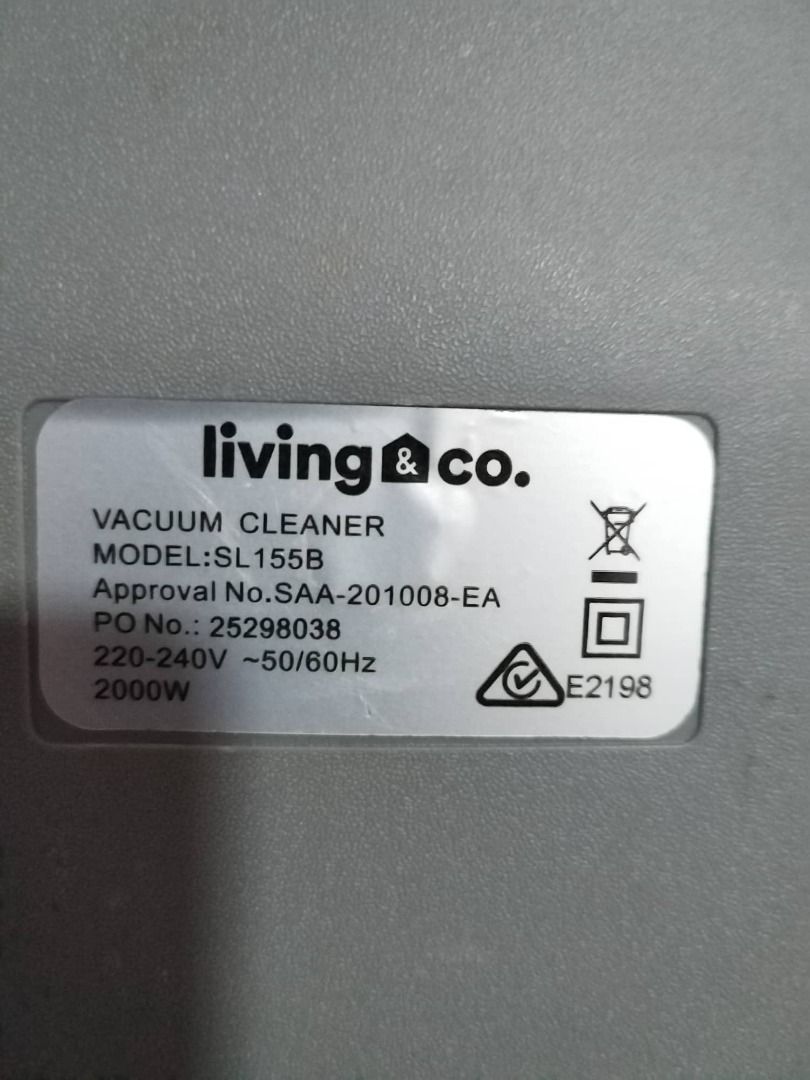 living & co.
VACUUM CLEANER
MODEL:SL155B
Approval No.SAA-201008-EA
PO No.: 25298038
220-240V ~50/60Hz
2000W
E2198